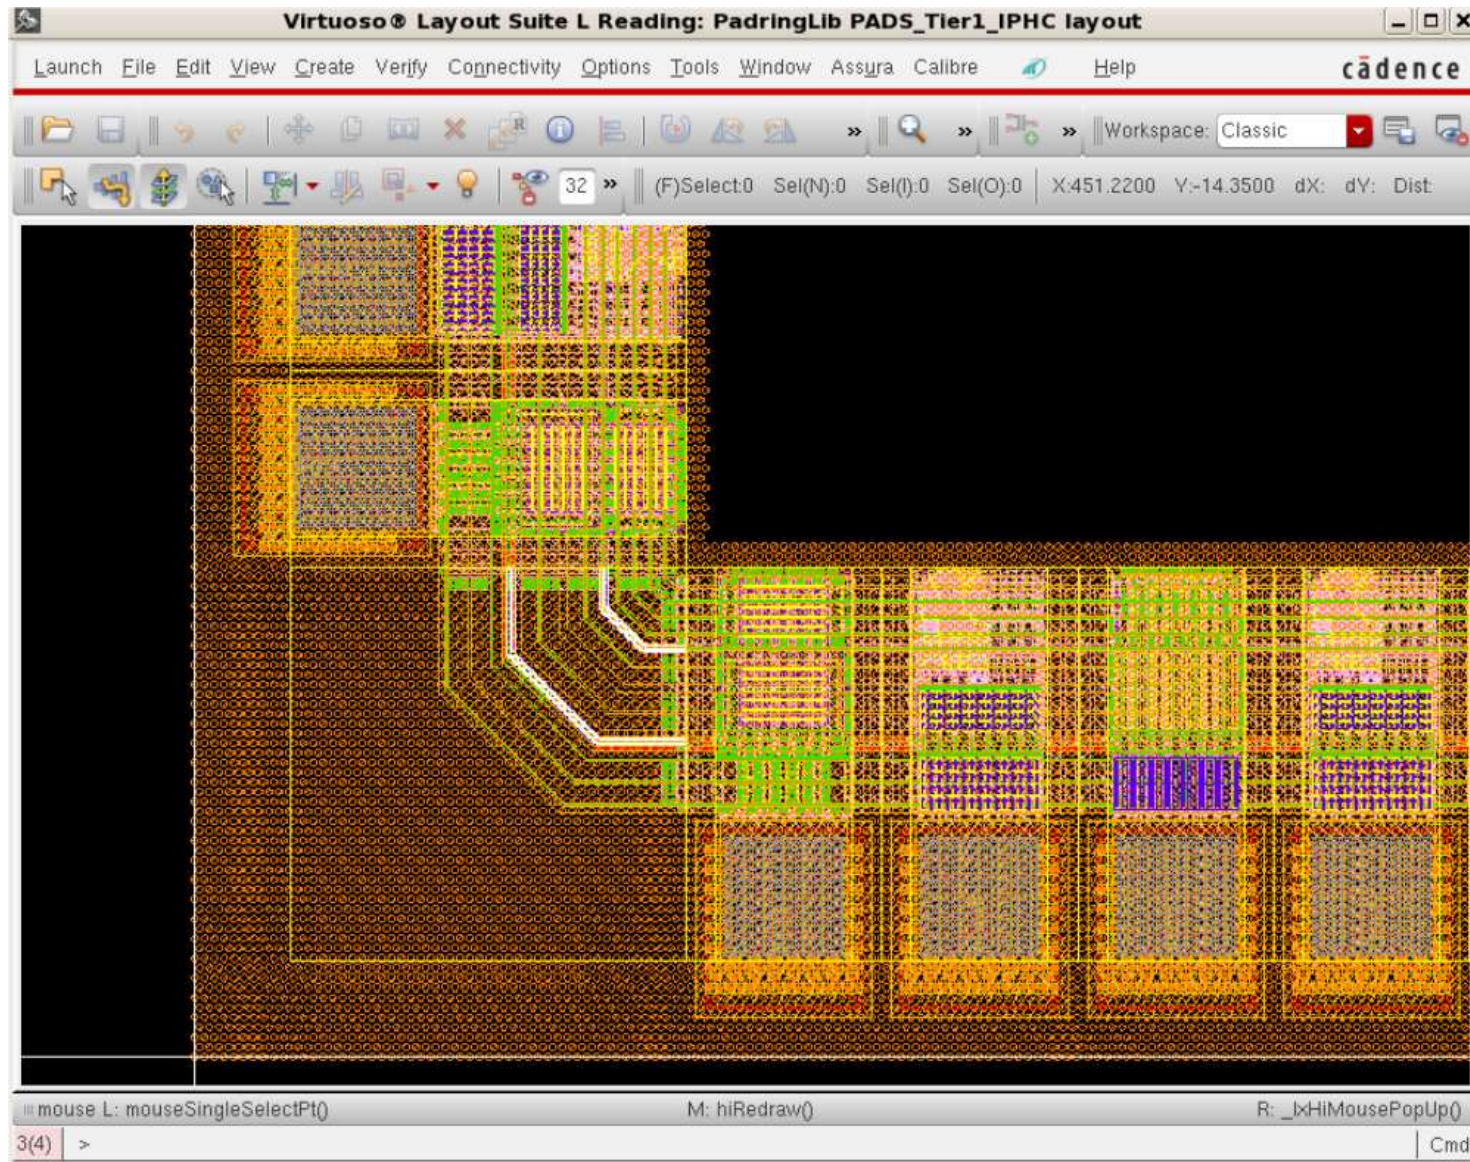 Virtuoso® Layout Suite L Reading: PadringLib PADS_Tier1_IPHC layout
Launch File Edit View Create Verify Connectivity Options Tools Window Assura Calibre Help cādence
R » » » Workspace: Classic
32 » (F)Select:0 Sel(N):0 Sel(I):0 Sel(O):0 X:451.2200 Y:-14.3500 dX: dY: Dist:
mouse L: mouseSingleSelectPt() M: hiRedraw() R: _lxHiMousePopUp()
3(4) > Cmd